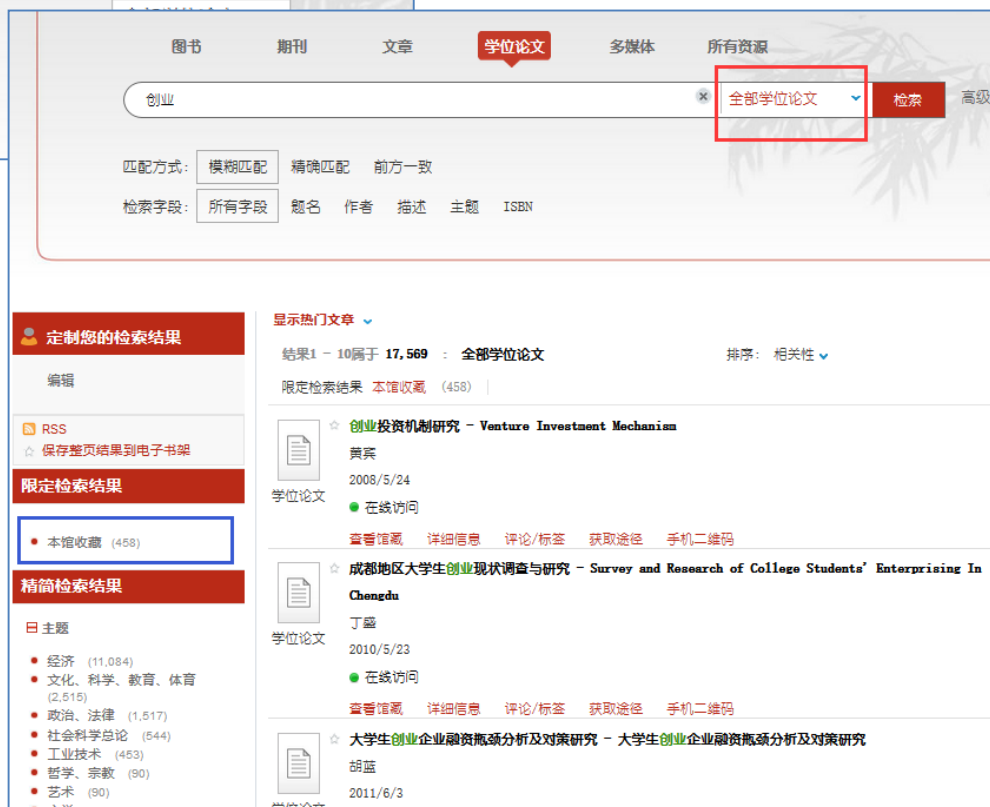 图书 期刊 文章 学位论文 多媒体 所有资源
创业 全部学位论文 检索 高级
匹配方式: 模糊匹配 精确匹配 前方一致
检索字段: 所有字段 题名 作者 描述 主题 ISBN
定制您的检索结果
编辑
RSS
保存整页结果到电子书架
限定检索结果
本馆收藏 (458)
精简检索结果
主题
经济 (11,084)
文化、科学、教育、体育
(2,515)
政治、法律 (1,517)
社会科学总论 (544)
工业技术 (453)
哲学、宗教 (90)
艺术 (90)
显示热门文章
结果1 - 10属于 17,569 : 全部学位论文 排序: 相关性
限定检索结果 本馆收藏 (458)
创业投资机制研究 - Venture Investment Mechanism
黄宾
2008/5/24
学位论文
在线访问
查看馆藏 详细信息 评论/标签 获取途径 手机二维码
成都地区大学生创业现状调查与研究 - Survey and Research of College Students' Enterprising In
Chengdu
丁盛
学位论文
2010/5/23
在线访问
查看馆藏 详细信息 评论/标签 获取途径 手机二维码
大学生创业企业融资瓶颈分析及对策研究 - 大学生创业企业融资瓶颈分析及对策研究
胡蓝
2011/6/3
学位论文